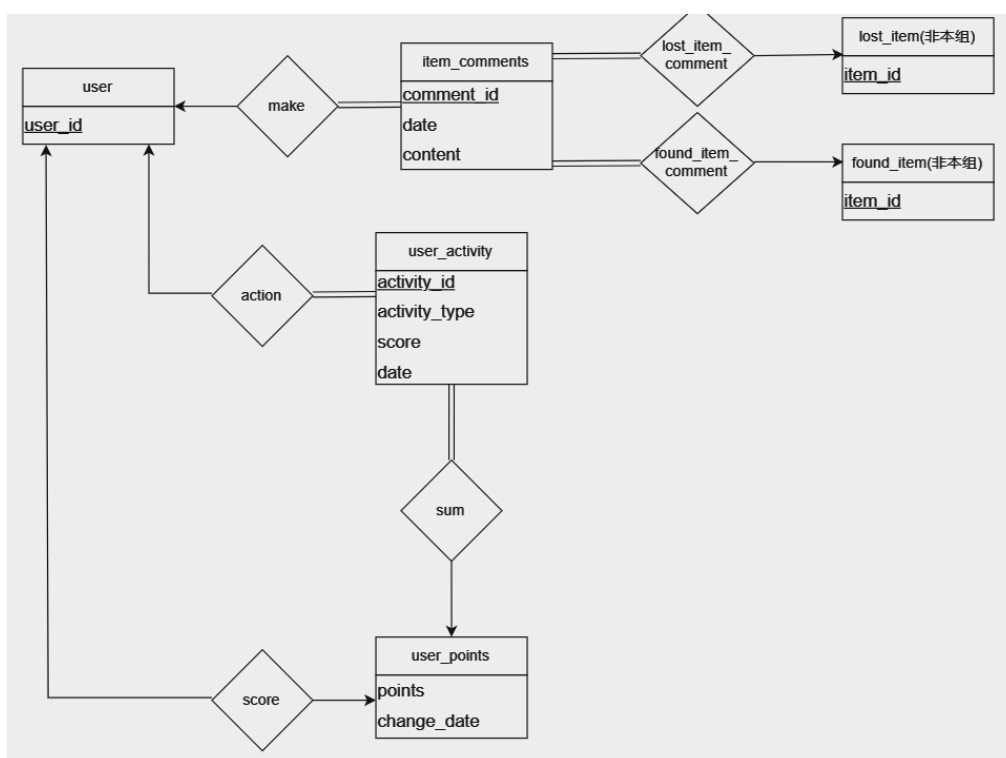 user
user_id
make
item_comments
comment_id
date
content
lost_item_
comment
lost_item(非本组)
item_id
found_item_
comment
found_item(非本组)
item_id
action
user_activity
activity_id
activity_type
score
date
sum
score
user_points
points
change_date